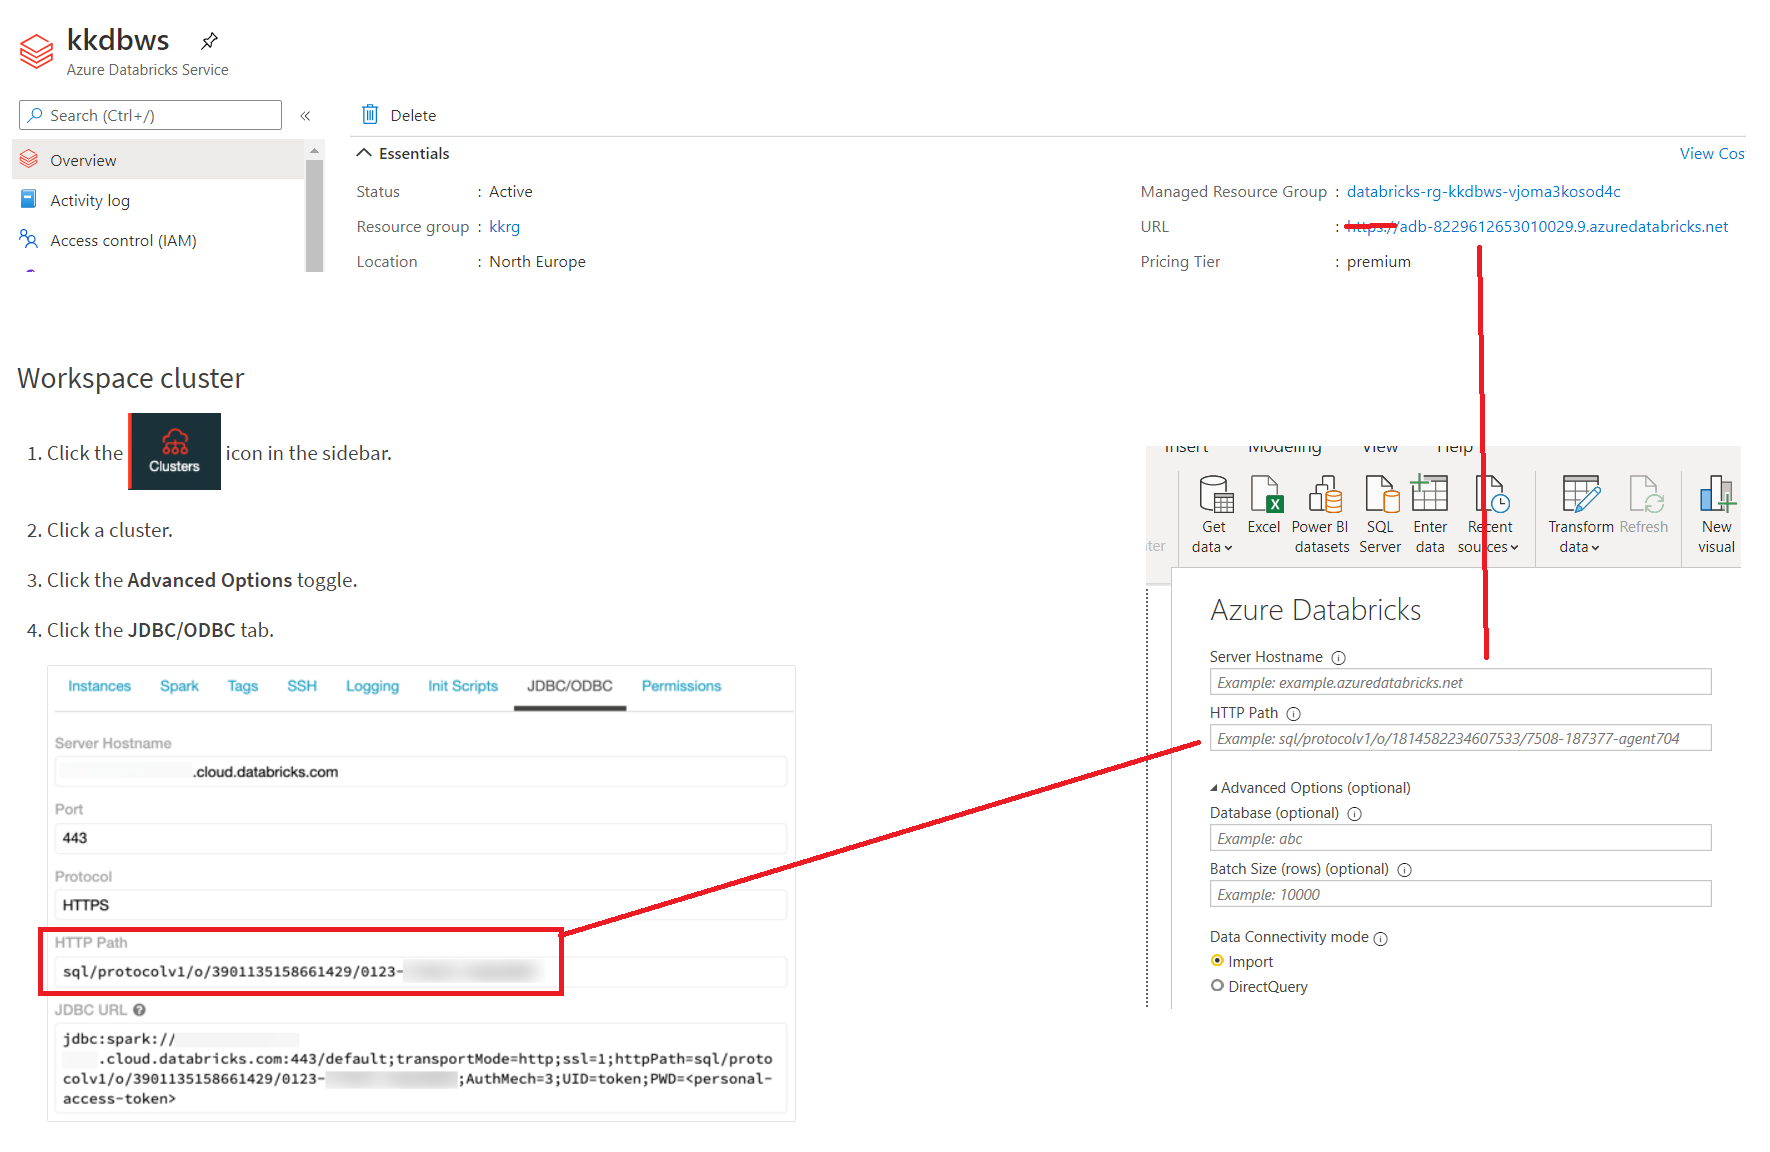 kkdbws
Azure Databricks Service
Search (Ctrl+/)
«
Delete
Overview
Activity log
Access control (IAM)
Essentials
View Cos
Status : Active
Resource group : kkrg
Location : North Europe
Managed Resource Group : databricks-rg-kkdbws-vjoma3kosod4c
URL : https://adb-8229612653010029.9.azuredatabricks.net
Pricing Tier : premium
Workspace cluster
1. Click the Clusters icon in the sidebar.
2. Click a cluster.
3. Click the Advanced Options toggle.
4. Click the JDBC/ODBC tab.
Instances Spark Tags SSH Logging Init Scripts JDBC/ODBC Permissions
Server Hostname
.cloud.databricks.com
Port
443
Protocol
HTTPS
HTTP Path
sql/protocolv1/o/3901135158661429/0123-
JDBC URL
jdbc:spark://
.cloud.databricks.com:443/default;transportMode=http;ssl=1;httpPath=sql/proto
colv1/o/3901135158661429/0123- ;AuthMech=3;UID=token;PWD=<personal-
access-token>
Insert Modeling View Help
Get data
Excel
Power BI datasets
SQL Server
Enter data
Recent sources
Transform data
Refresh
New visual
Azure Databricks
Server Hostname
Example: example.azuredatabricks.net
HTTP Path
Example: sql/protocolv1/o/1814582234607533/7508-187377-agent704
Advanced Options (optional)
Database (optional)
Example: abc
Batch Size (rows) (optional)
Example: 10000
Data Connectivity mode
Import
DirectQuery